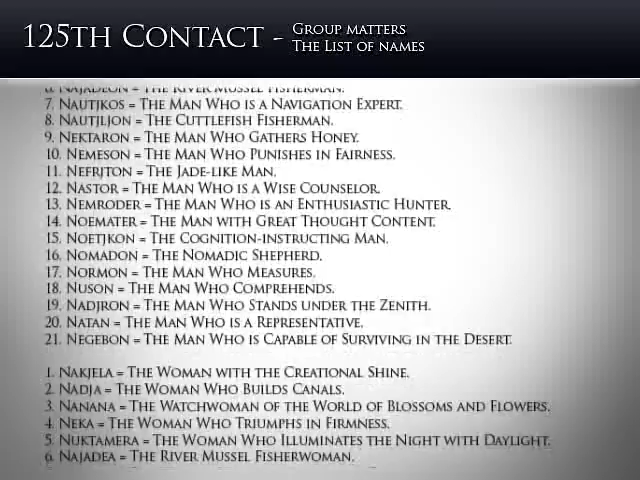 125th Contact - Group matters
The List of names
6. Najadeon = The River Mussel Fisherman.
7. Nautjkos = The Man Who is a Navigation Expert.
8. Nautjljon = The Cuttlefish Fisherman.
9. Nektaron = The Man Who Gathers Honey.
10. Nemeson = The Man Who Punishes in Fairness.
11. Nefrjton = The Jade-like Man.
12. Nastor = The Man Who is a Wise Counselor.
13. Nemroder = The Man Who is an Enthusiastic Hunter.
14. Noemater = The Man with Great Thought Content.
15. Noetjkon = The Cognition-instructing Man.
16. Nomadon = The Nomadic Shepherd.
17. Normon = The Man Who Measures.
18. Nuson = The Man Who Comprehends.
19. Nadjron = The Man Who Stands under the Zenith.
20. Natan = The Man Who is a Representative.
21. Negebon = The Man Who is Capable of Surviving in the Desert.
1. Nakjela = The Woman with the Creational Shine.
2. Nadja = The Woman Who Builds Canals.
3. Nanana = The Watchwoman of the World of Blossoms and Flowers.
4. Neka = The Woman Who Triumphs in Firmness.
5. Nuktamera = The Woman Who Illuminates the Night with Daylight.
6. Najadea = The River Mussel Fisherwoman.